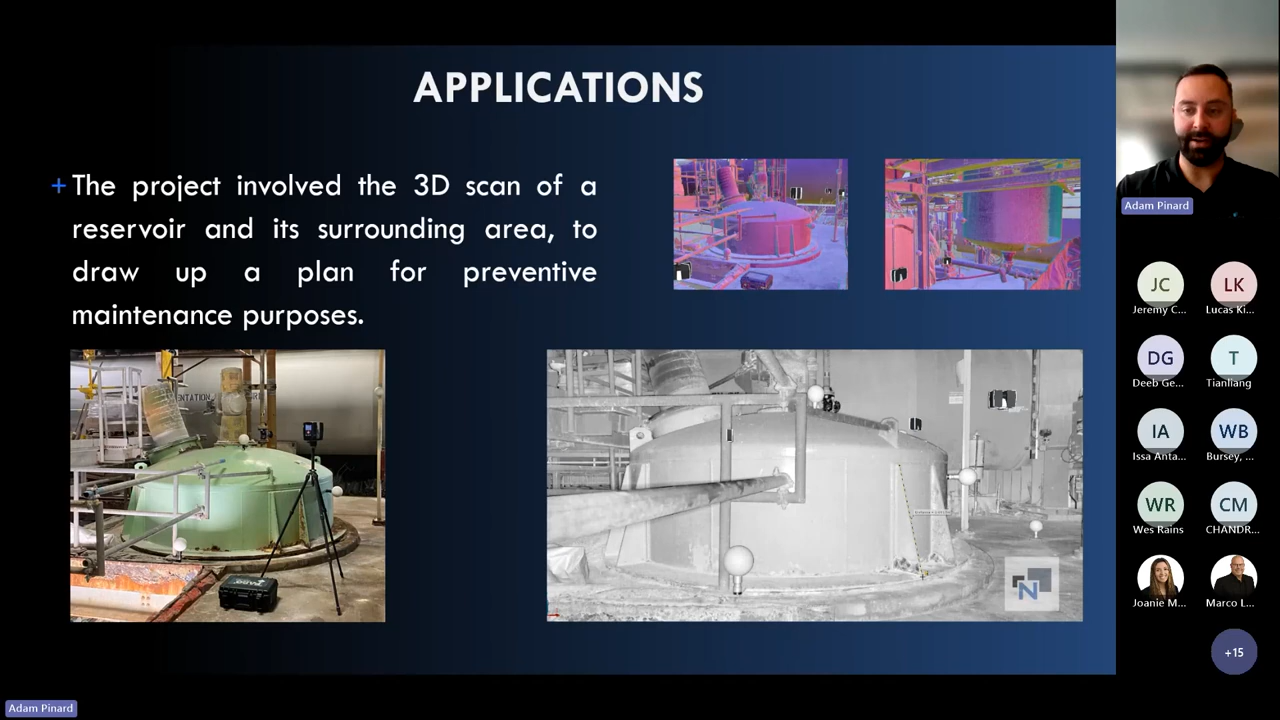 APPLICATIONS
+ The project involved the 3D scan of a
reservoir and its surrounding area, to
draw up a plan for preventive
maintenance purposes.
N
Adam Pinard
JC
Jeremy C...
LK
Lucas Ki...
DG
Deeb Ge...
T
Tianliang
IA
Issa Anta...
WB
Bursey, ...
WR
Wes Rains
CM
CHANDR...
Joanie M...
Marco L...
+15
Adam Pinard